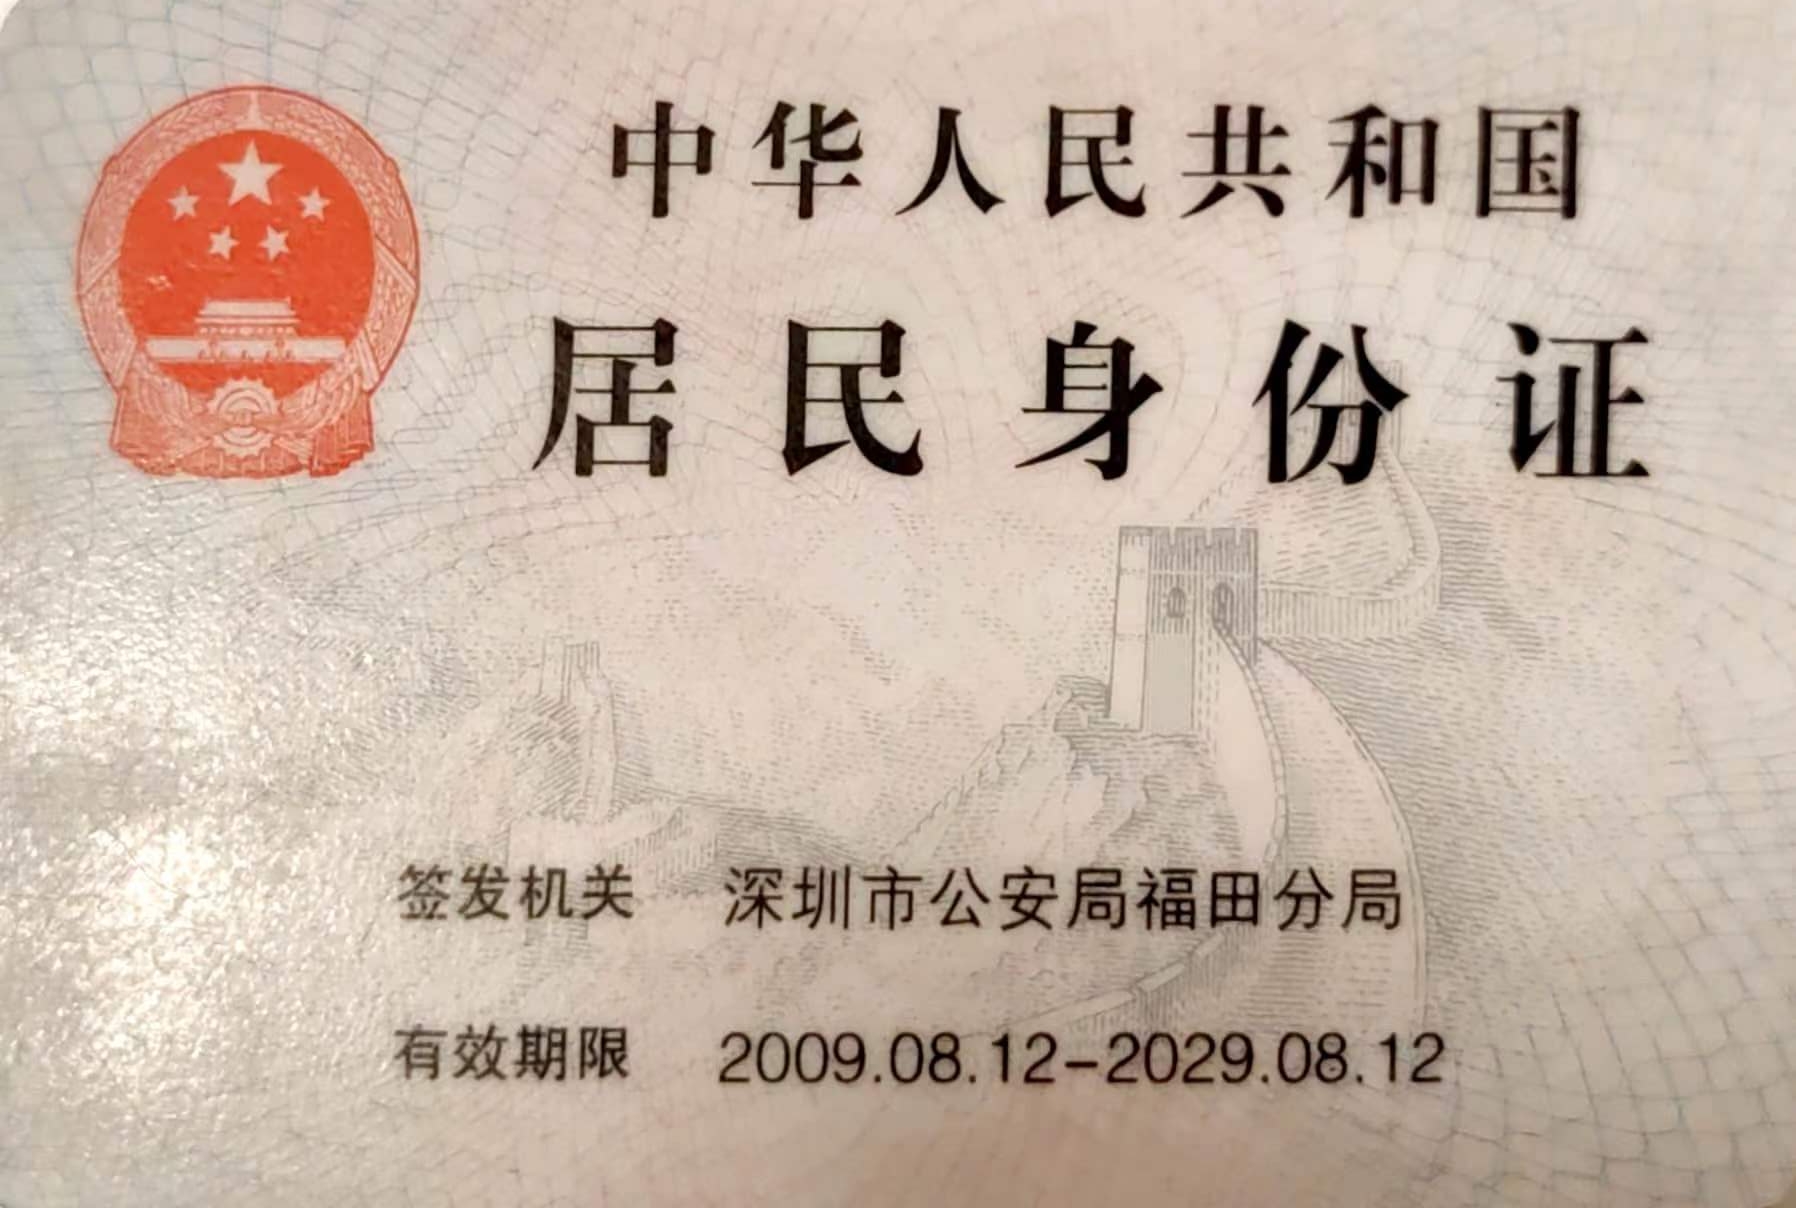 中华人民共和国
居民身份证
签发机关 深圳市公安局福田分局
有效期限 2009.08.12-2029.08.12